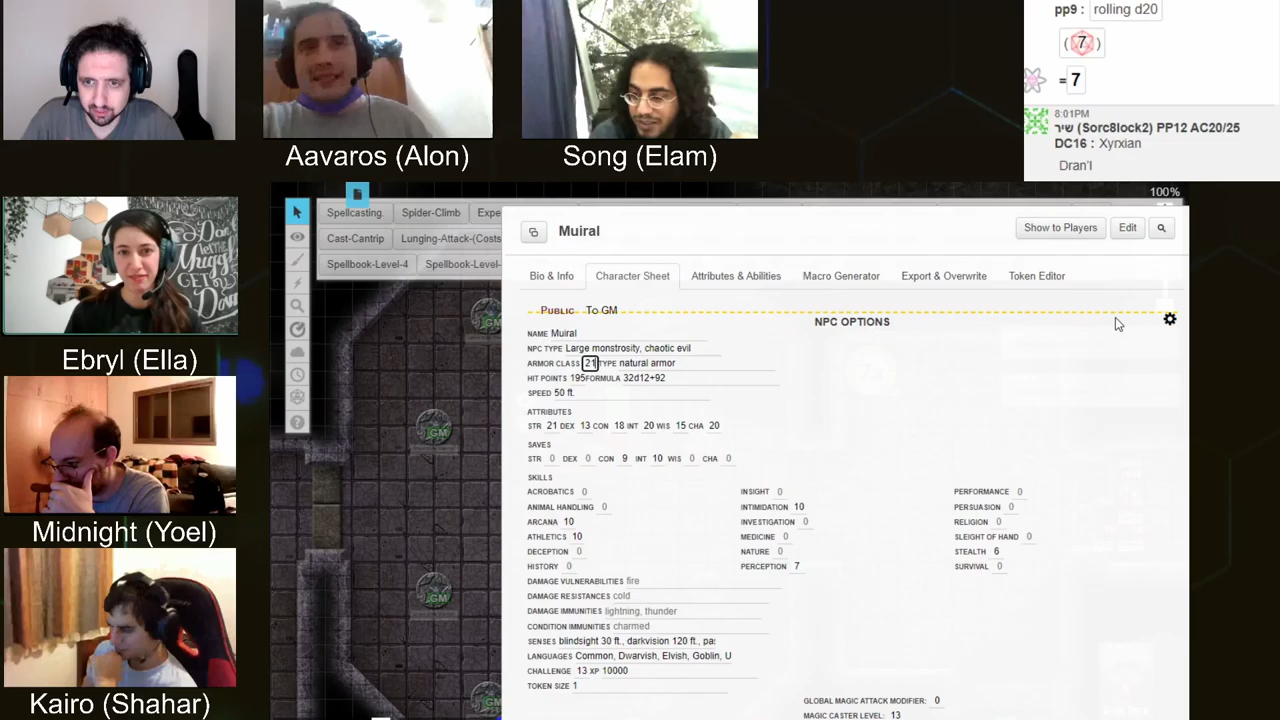 pp9 : rolling d20
(7)
=7
8:01PM
שיר (Sorc8lock2) PP12 AC20/25
DC16 : Xyrxian
Dran'l
Aavaros (Alon)
Song (Elam)
Ebryl (Ella)
Midnight (Yoel)
Kairo (Shahar)
100%
Spellcasting Spider-Climb Expe
Cast-Cantrip Lunging-Attack-(Costs
Spellbook-Level-4 Spellbook-Level-
GM
GM
GM
GM
Muiral
Show to Players Edit
Bio & Info Character Sheet Attributes & Abilities Macro Generator Export & Overwrite Token Editor
PUBLIC TO GM
NPC OPTIONS
NAME Muiral
NPC TYPE Large monstrosity, chaotic evil
ARMOR CLASS 21 TYPE natural armor
HIT POINTS 195 FORMULA 32d12+92
SPEED 50 ft.
ATTRIBUTES
STR 21 DEX 13 CON 18 INT 20 WIS 15 CHA 20
SAVES
STR 0 DEX 0 CON 9 INT 10 WIS 0 CHA 0
SKILLS
ACROBATICS 0 INSIGHT 0 PERFORMANCE 0
ANIMAL HANDLING 0 INTIMIDATION 10 PERSUASION 0
ARCANA 10 INVESTIGATION 0 RELIGION 0
ATHLETICS 10 MEDICINE 0 SLEIGHT OF HAND 0
DECEPTION 0 NATURE 0 STEALTH 6
HISTORY 0 PERCEPTION 7 SURVIVAL 0
DAMAGE VULNERABILITIES fire
DAMAGE RESISTANCES cold
DAMAGE IMMUNITIES lightning, thunder
CONDITION IMMUNITIES charmed
SENSES blindsight 30 ft., darkvision 120 ft., pas
LANGUAGES Common, Dwarvish, Elvish, Goblin, U
CHALLENGE 13 XP 10000
TOKEN SIZE 1
GLOBAL MAGIC ATTACK MODIFIER: 0
MAGIC CASTER LEVEL: 13